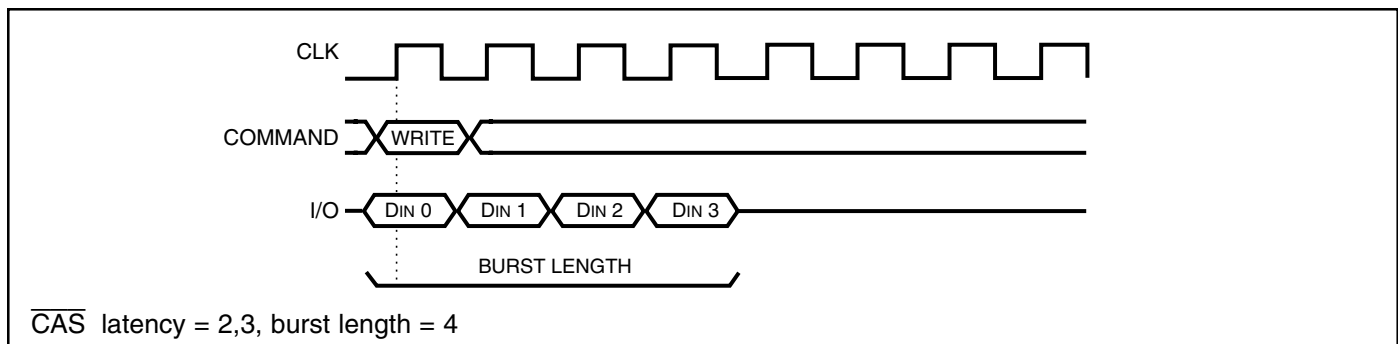 CLK
COMMAND WRITE
I/O DIN 0 DIN 1 DIN 2 DIN 3
BURST LENGTH
CAS latency = 2,3, burst length = 4